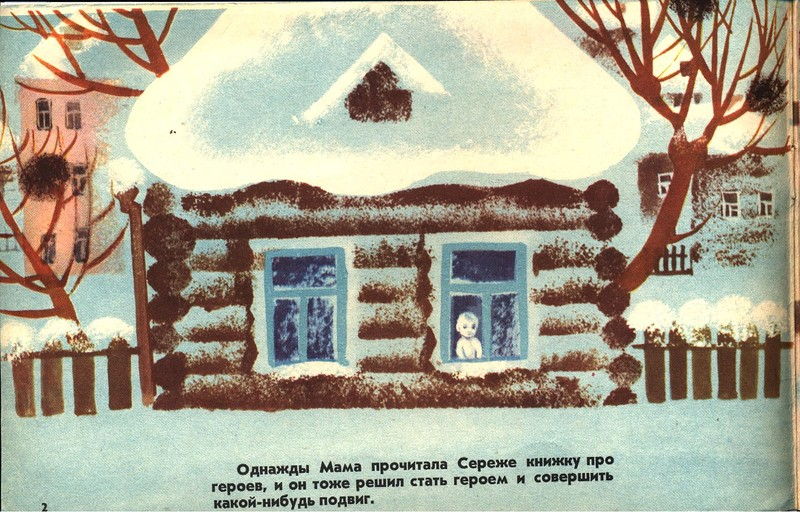 Однажды Мама прочитала Сереже книжку про
героев, и он тоже решил стать героем и совершить
какой-нибудь подвиг.
2